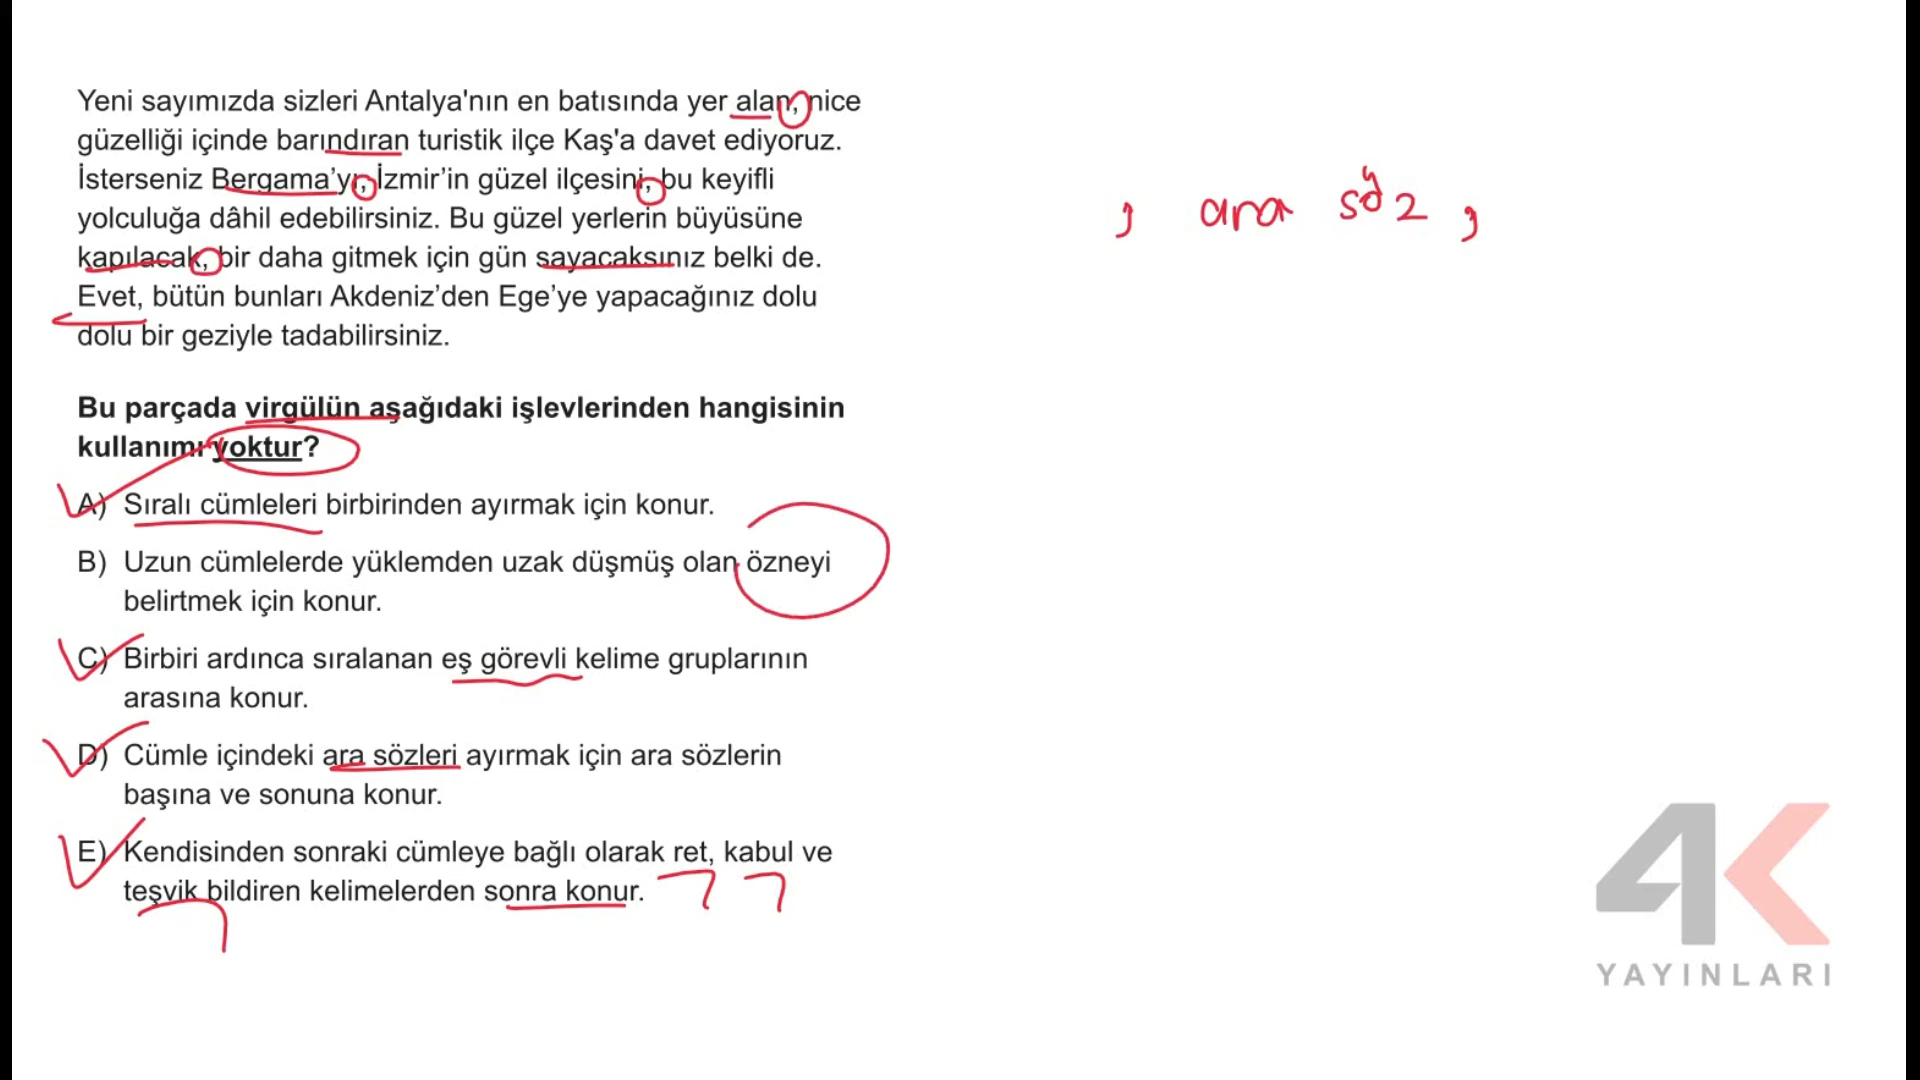 Yeni sayımızda sizleri Antalya'nın en batısında yer alan, nice
güzelliği içinde barındıran turistik ilçe Kaş'a davet ediyoruz.
İsterseniz Bergama’yı, İzmir’in güzel ilçesini, bu keyifli
yolculuğa dâhil edebilirsiniz. Bu güzel yerlerin büyüsüne
kapılacak, bir daha gitmek için gün sayacaksınız belki de.
Evet, bütün bunları Akdeniz’den Ege’ye yapacağınız dolu
dolu bir geziyle tadabilirsiniz.
Bu parçada virgülün aşağıdaki işlevlerinden hangisinin
kullanımı yoktur?
A) Sıralı cümleleri birbirinden ayırmak için konur.
B) Uzun cümlelerde yüklemden uzak düşmüş olan özneyi
belirtmek için konur.
C) Birbiri ardınca sıralanan eş görevli kelime gruplarının
arasına konur.
D) Cümle içindeki ara sözleri ayırmak için ara sözlerin
başına ve sonuna konur.
E) Kendisinden sonraki cümleye bağlı olarak ret, kabul ve
teşvik bildiren kelimelerden sonra konur.
, ara söz ,
4K
YAYINLARI